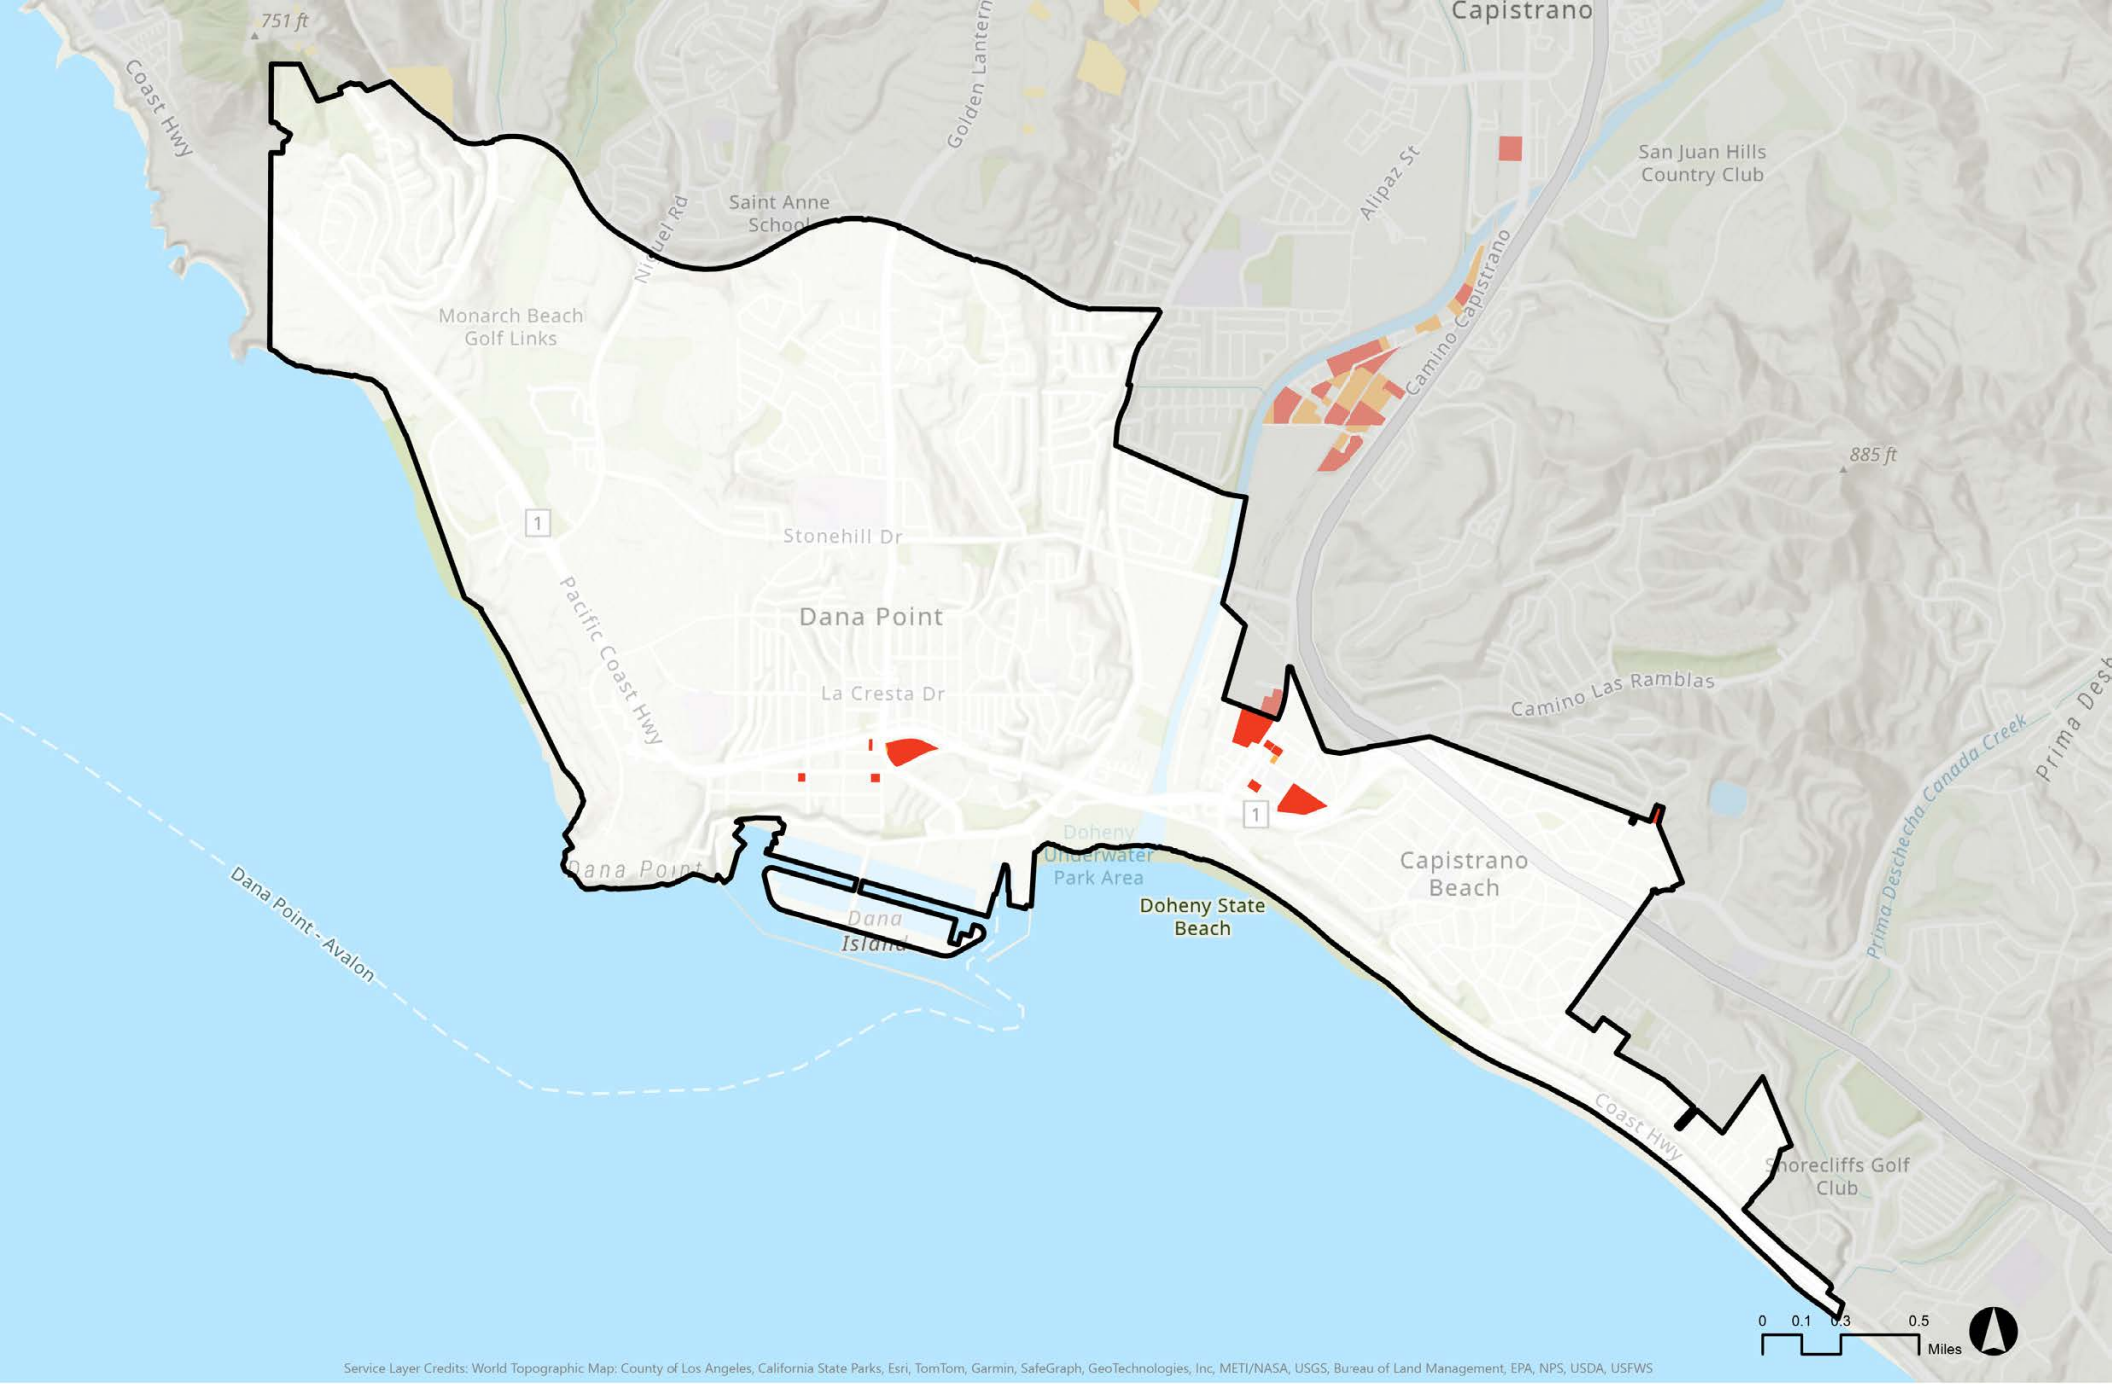 Capistrano
751 ft
Coast Hwy
Golden Lantern
Alipaz St
San Juan Hills
Country Club
Saint Anne
School
Niguel Rd
Camino Capistrano
Monarch Beach
Golf Links
885 ft
1
Stonehill Dr
Pacific Coast Hwy
Dana Point
La Cresta Dr
Camino Las Ramblas
Prima Desh
Prima Deschecha Canada Creek
1
Doheny
Underwater
Park Area
Dana Point
Capistrano
Beach
Dana Point - Avalon
Dana
Island
Doheny State
Beach
Coast Hwy
Shorecliffs Golf
Club
0 0.1 0.3 0.5
Miles
Service Layer Credits: World Topographic Map: County of Los Angeles, California State Parks, Esri, TomTom, Garmin, SafeGraph, GeoTechnologies, Inc, METI/NASA, USGS, Bureau of Land Management, EPA, NPS, USDA, USFWS